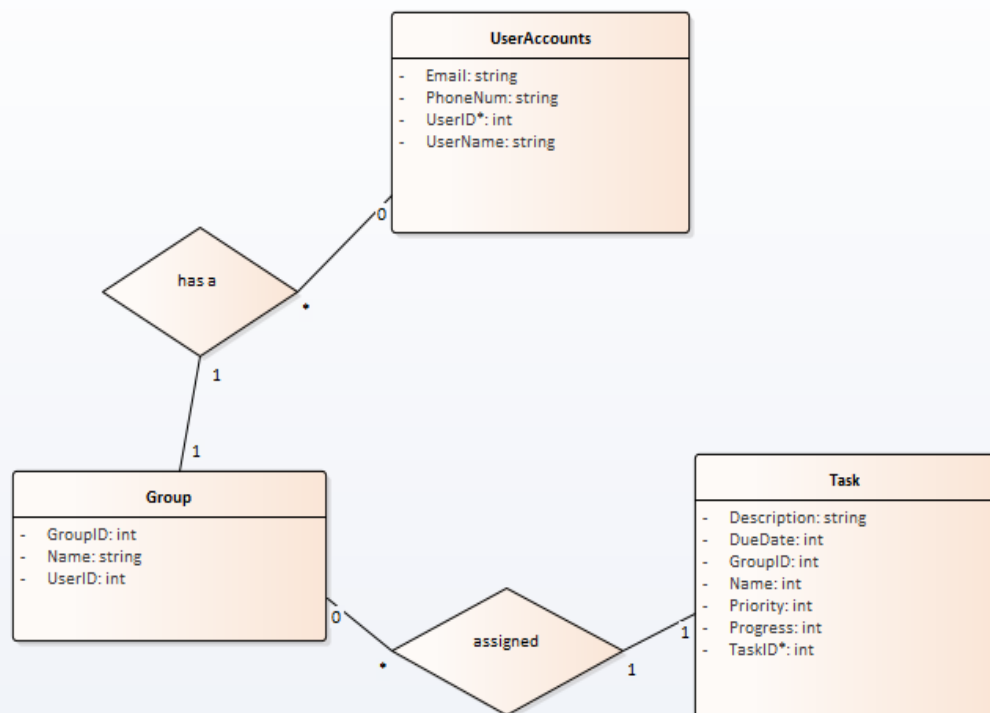 UserAccounts
- Email: string
- PhoneNum: string
- UserID*: int
- UserName: string
0
has a
*
1
1
Group
- GroupID: int
- Name: string
- UserID: int
0
*
assigned
1
1
Task
- Description: string
- DueDate: int
- GroupID: int
- Name: int
- Priority: int
- Progress: int
- TaskID*: int